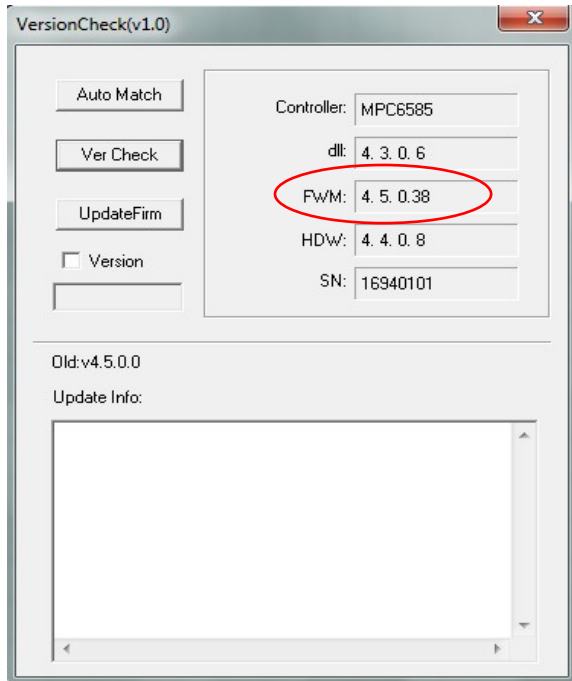 VersionCheck(v1.0)
Auto Match
Ver Check
UpdateFirm
Version
Controller: MPC6585
dll: 4. 3. 0. 6
FWM: 4. 5. 0.38
HDW: 4. 4. 0. 8
SN: 16940101
Old:v4.5.0.0
Update Info: